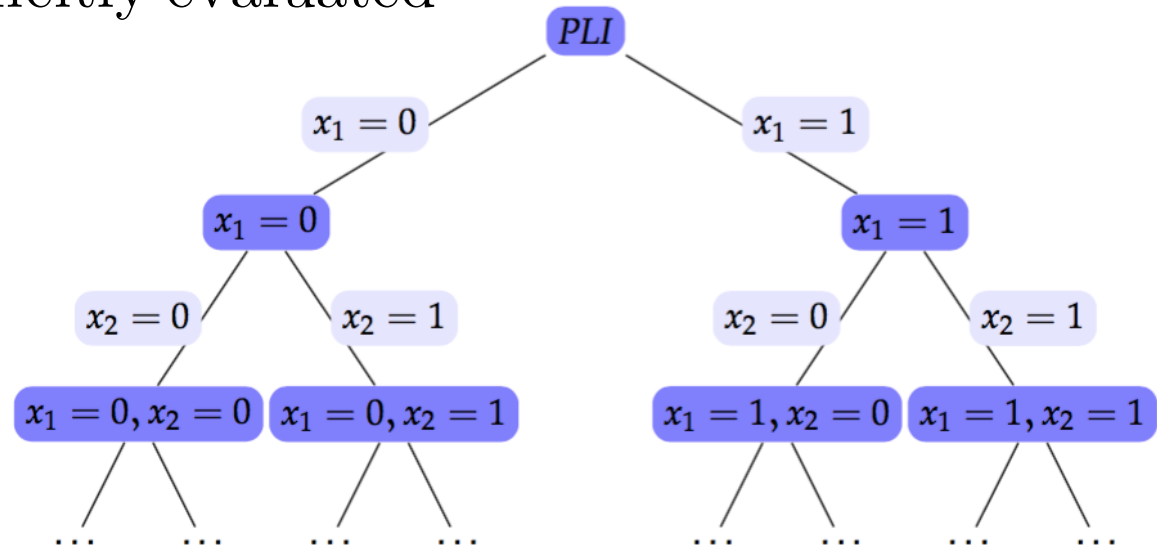 evaluated
PLI
x₁ = 0 x₁ = 1
x₁ = 0 x₁ = 1
x₂ = 0 x₂ = 1 x₂ = 0 x₂ = 1
x₁ = 0, x₂ = 0 x₁ = 0, x₂ = 1 x₁ = 1, x₂ = 0 x₁ = 1, x₂ = 1
... ... ... ... ... ... ... ...